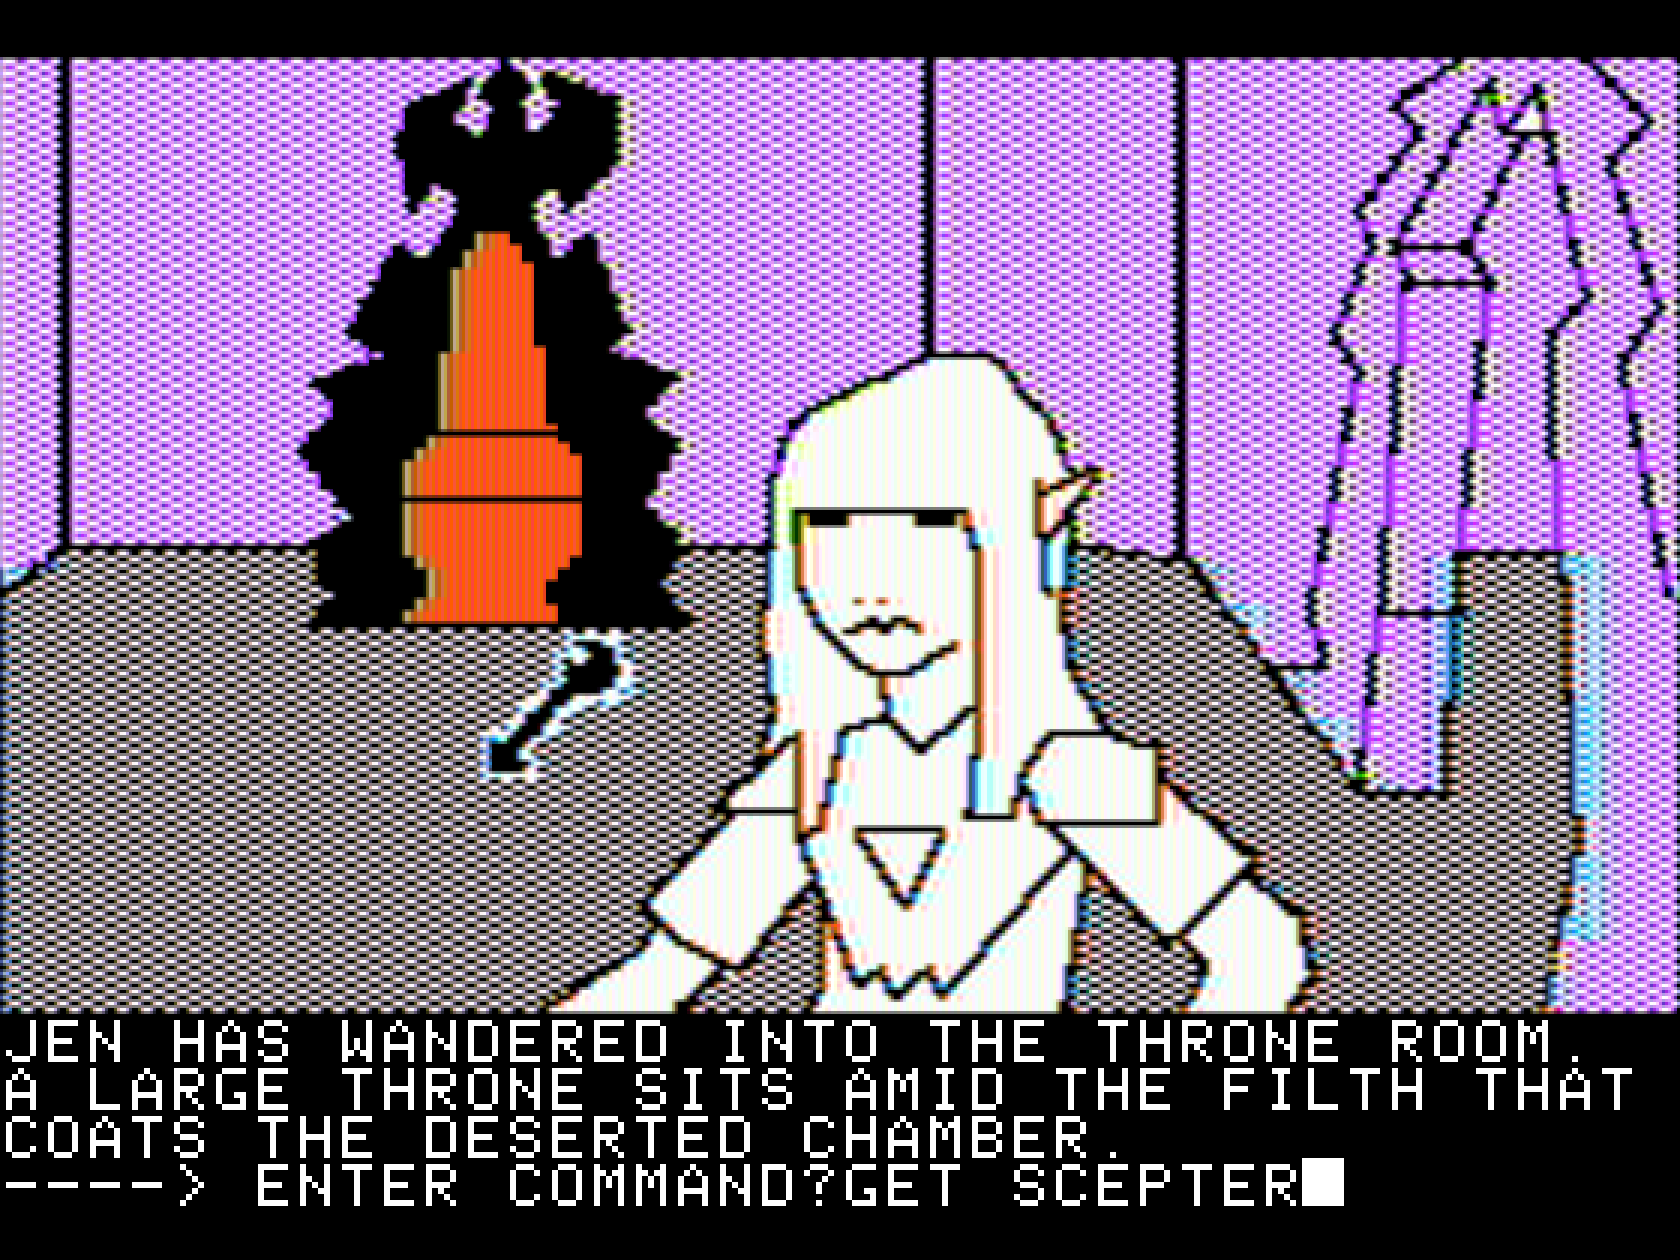 JEN HAS WANDERED INTO THE THRONE ROOM.
A LARGE THRONE SITS AMID THE FILTH THAT
COATS THE DESERTED CHAMBER.
----> ENTER COMMAND?GET SCEPTER